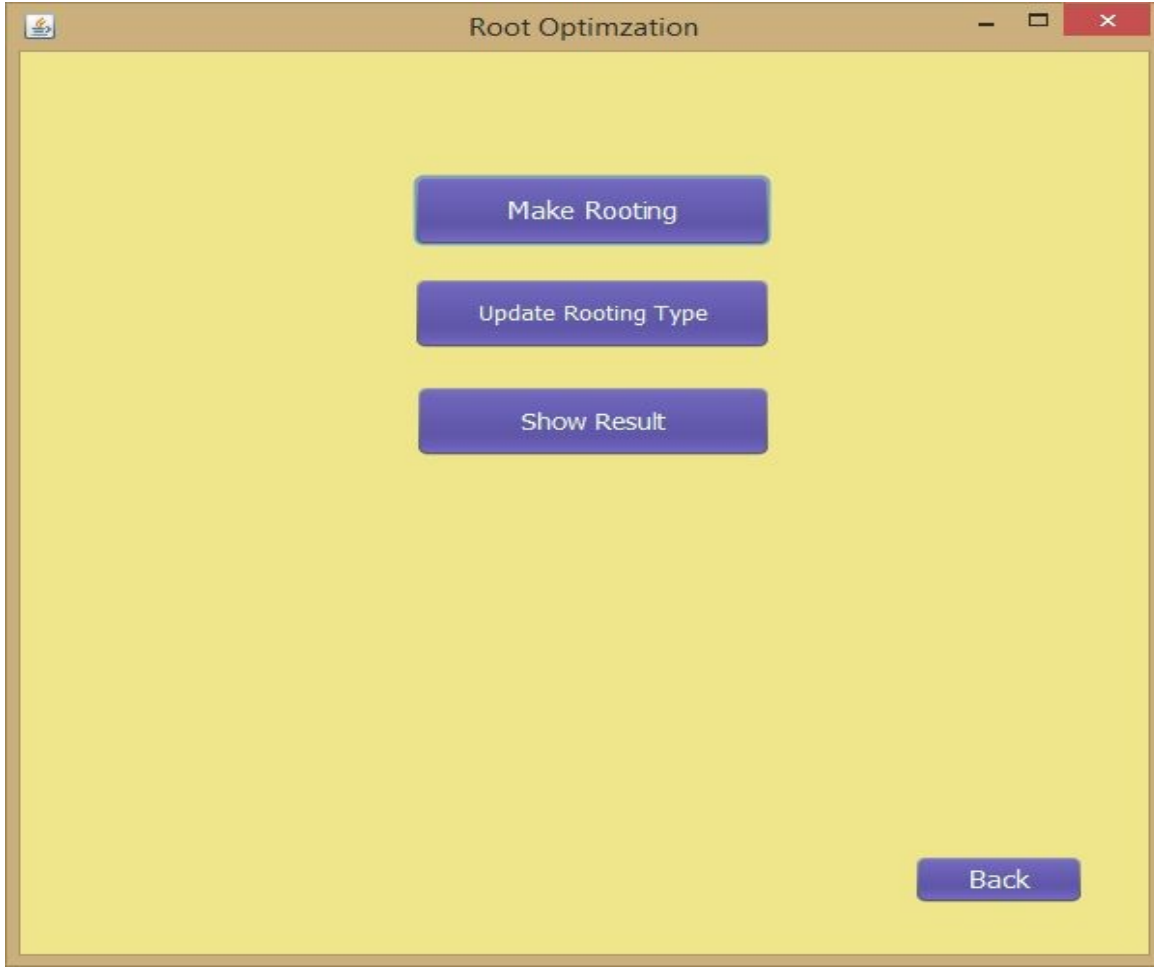 Root Optimzation
Make Rooting
Update Rooting Type
Show Result
Back